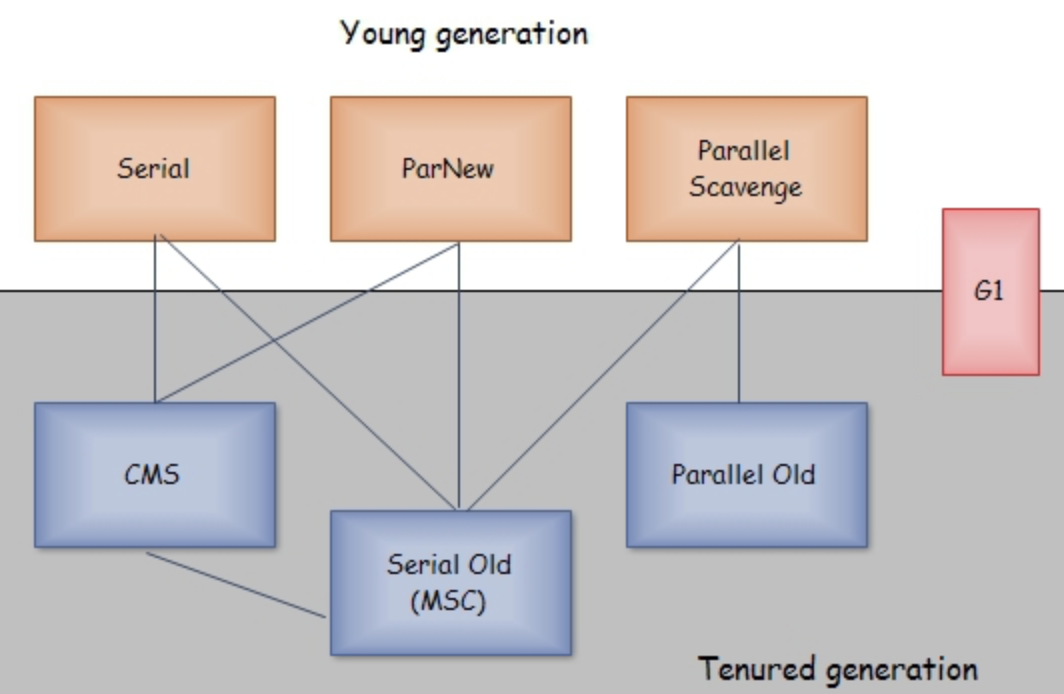 Young generation
Serial
ParNew
Parallel
Scavenge
G1
CMS
Parallel Old
Serial Old
(MSC)
Tenured generation